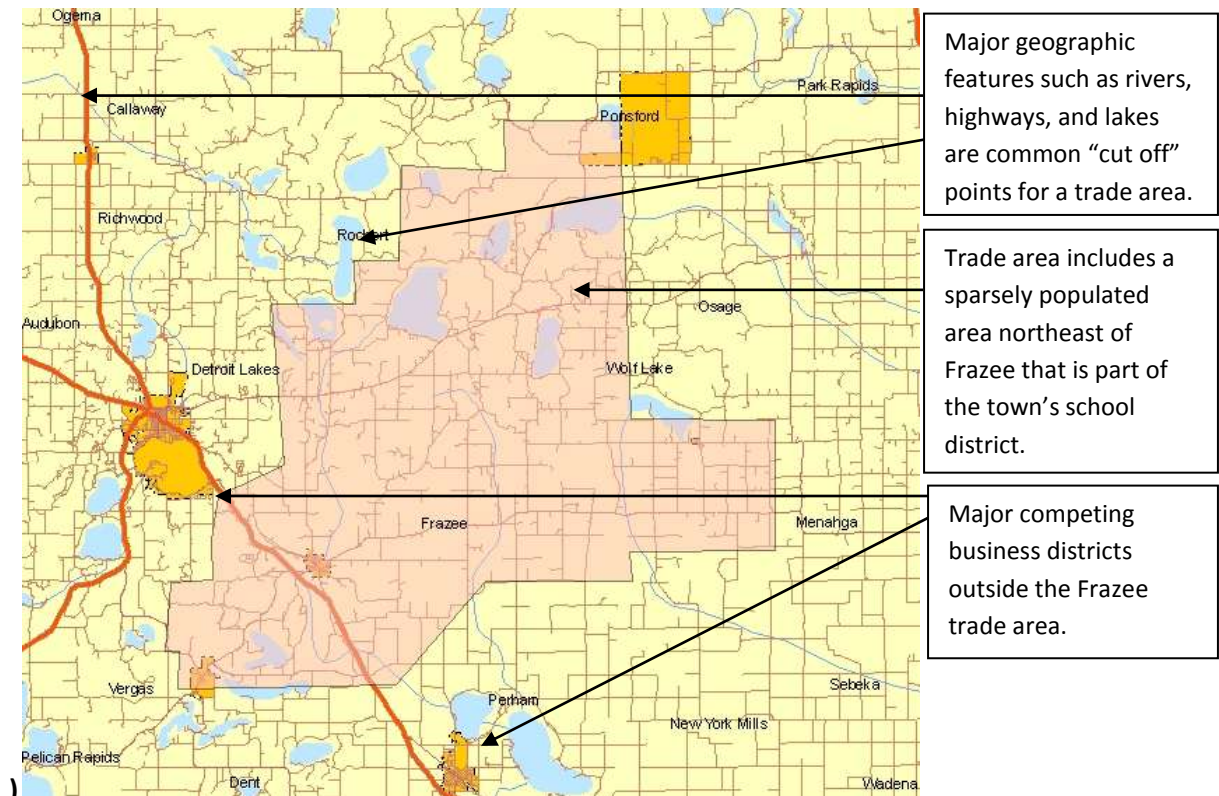 Ogema
Callaway
Richwood
Audubon
Detroit Lakes
Rochert
Ponsford
Park Rapids
Osage
Wolf Lake
Frazee
Menahga
Vergas
Perham
Sebeka
New York Mills
Pelican Rapids
Dent
Wadena
)
Major geographic
features such as rivers,
highways, and lakes
are common “cut off”
points for a trade area.
Trade area includes a
sparsely populated
area northeast of
Frazee that is part of
the town’s school
district.
Major competing
business districts
outside the Frazee
trade area.